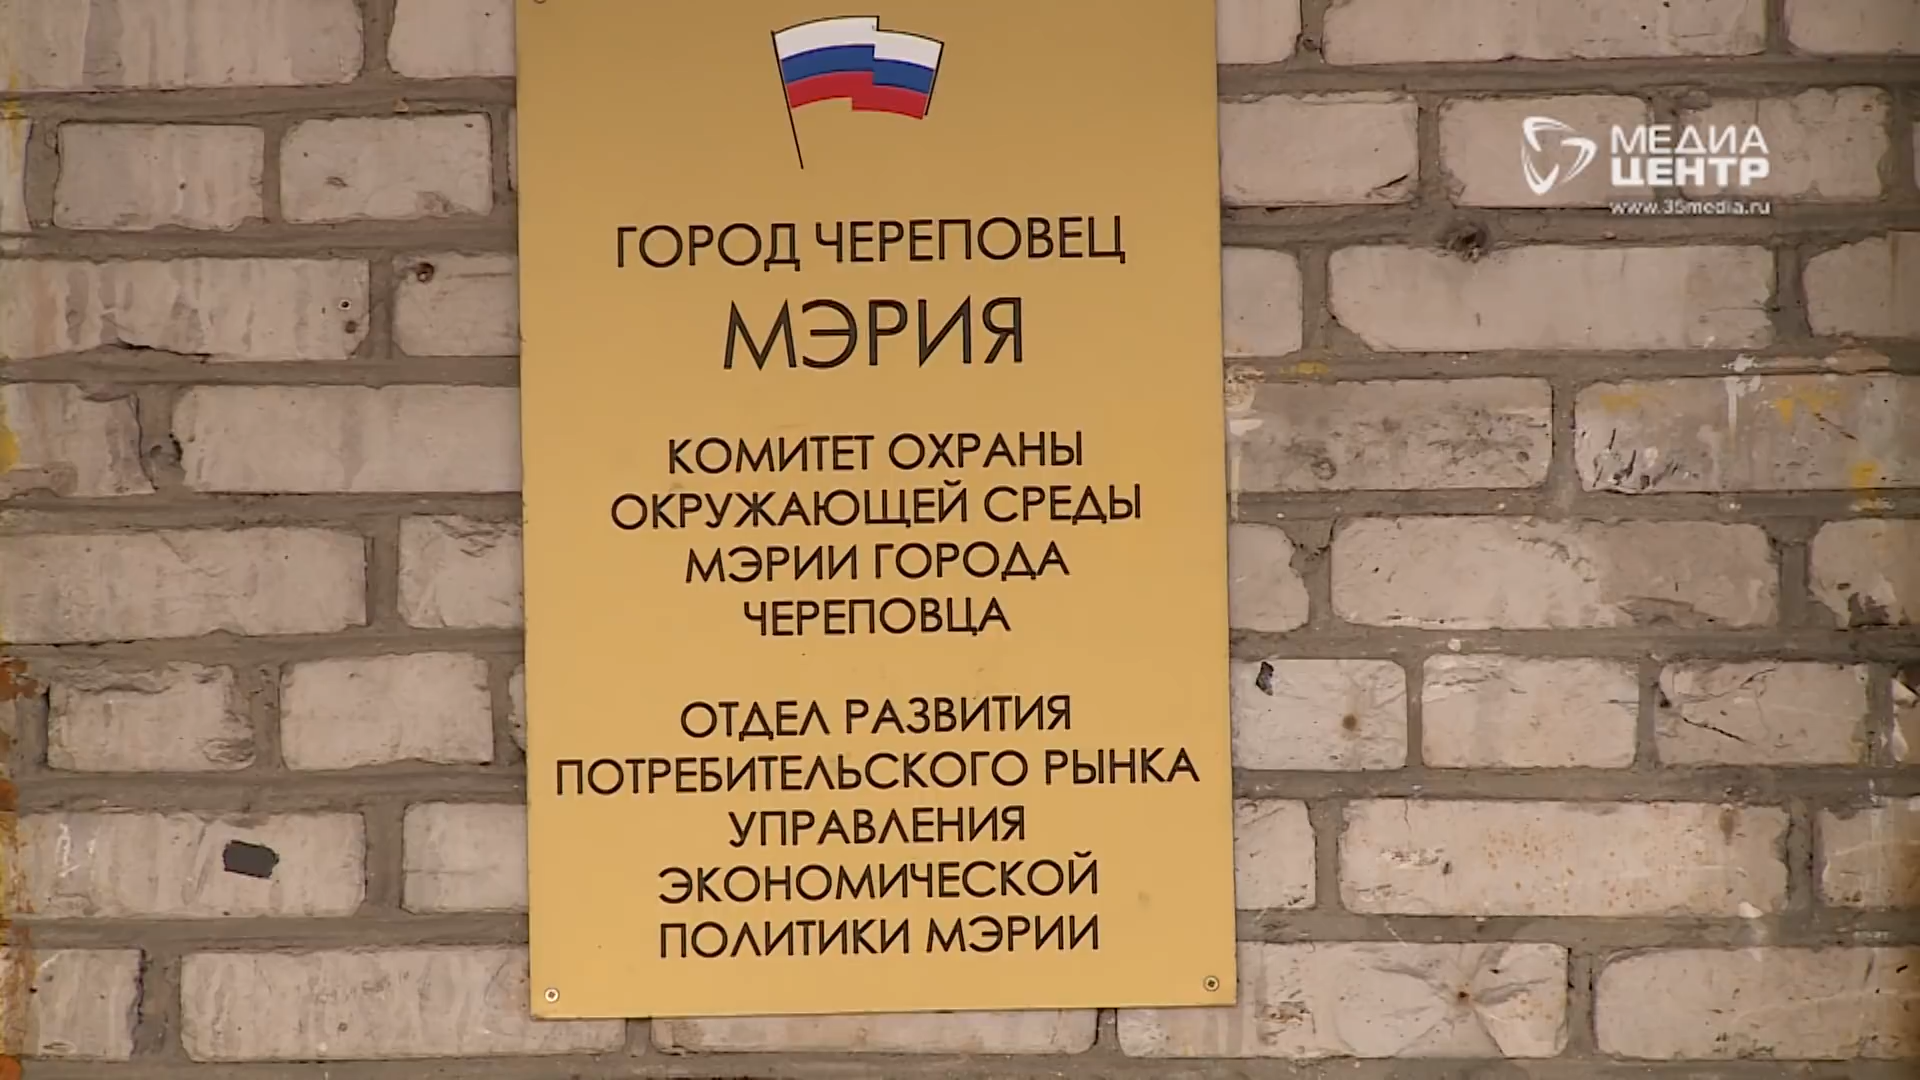 МЕДИА
ЦЕНТР
www.35media.ru
ГОРОД ЧЕРЕПОВЕЦ
МЭРИЯ
КОМИТЕТ ОХРАНЫ
ОКРУЖАЮЩЕЙ СРЕДЫ
МЭРИИ ГОРОДА
ЧЕРЕПОВЦА
ОТДЕЛ РАЗВИТИЯ
ПОТРЕБИТЕЛЬСКОГО РЫНКА
УПРАВЛЕНИЯ
ЭКОНОМИЧЕСКОЙ
ПОЛИТИКИ МЭРИИ